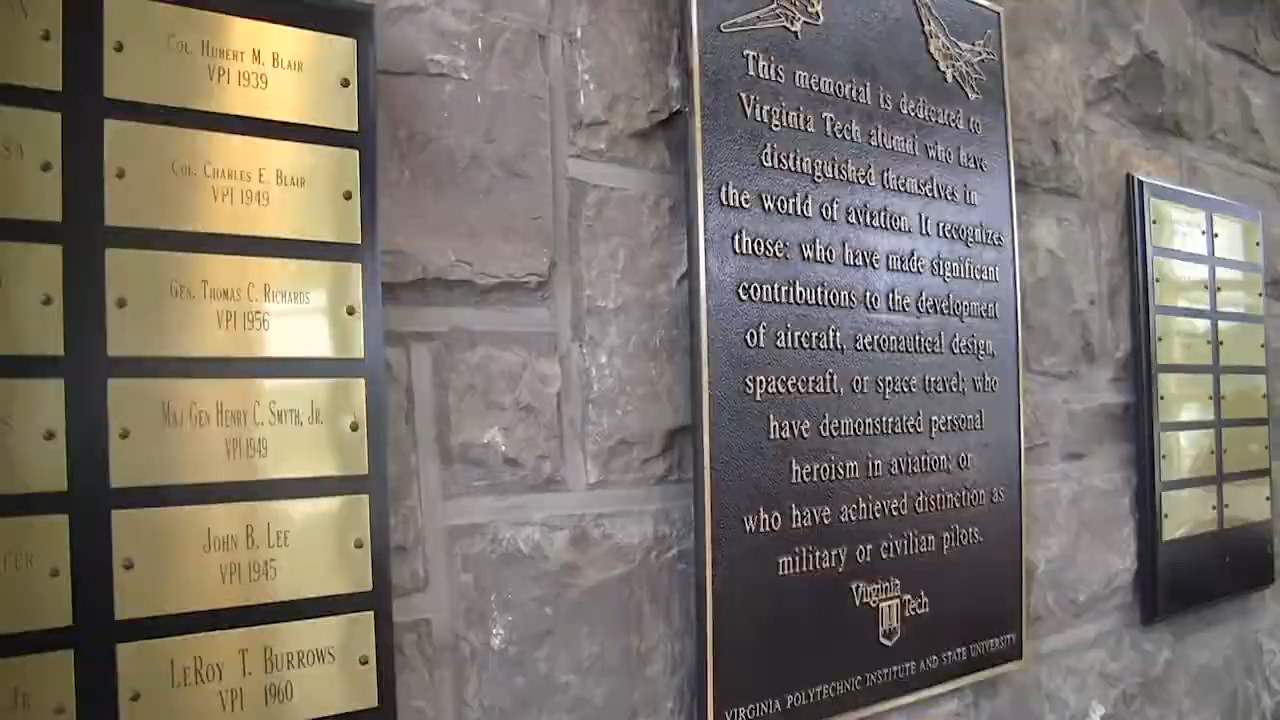 COL. HUBERT M. BLAIR
VPI 1939
COL. CHARLES E. BLAIR
VPI 1949
GEN. THOMAS C. RICHARDS
VPI 1956
MAJ GEN HENRY C. SMYTH, JR.
VPI 1949
JOHN B. LEE
VPI 1945
LEROY T. BURROWS
VPI 1960
This memorial is dedicated to
Virginia Tech alumni who have
distinguished themselves in
the world of aviation. It recognizes
those: who have made significant
contributions to the development
of aircraft, aeronautical design,
spacecraft, or space travel; who
have demonstrated personal
heroism in aviation; or
who have achieved distinction as
military or civilian pilots.
Virginia
Tech
VIRGINIA POLYTECHNIC INSTITUTE AND STATE UNIVERSITY